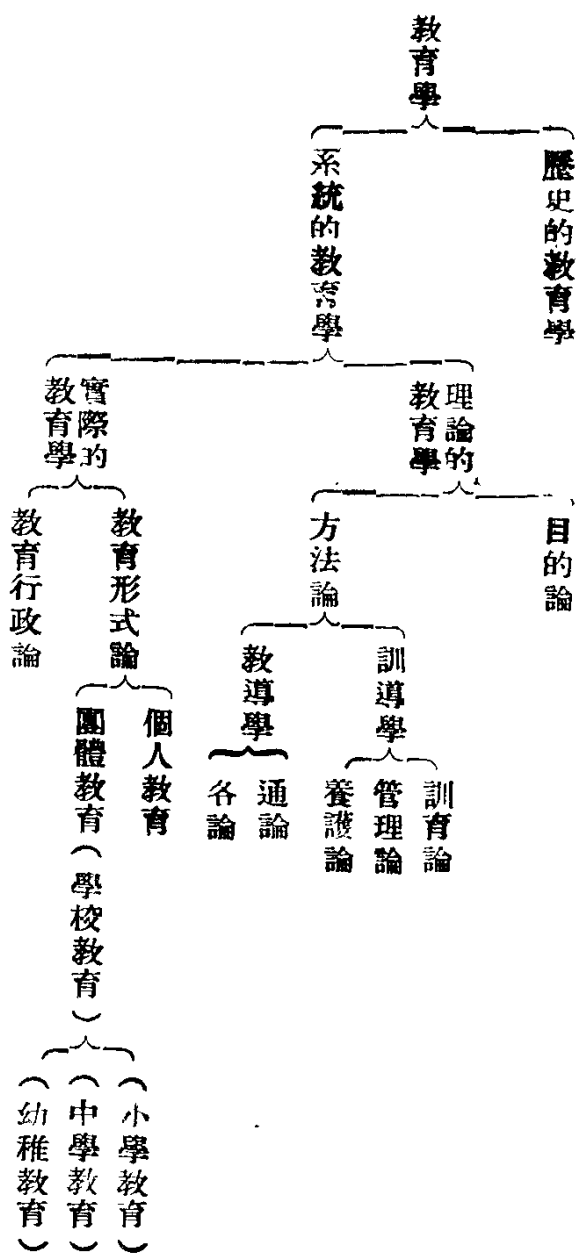 教育學
歷史的教育學
系統的教育學
理論的
教育學
實際的
教育學
目的論
方法論
教育形式論
教育行政論
訓導學
教導學
個人教育
團體教育（學校教育）
訓育論
管理論
養護論
通論
各論
（小學教育）
（中學教育）
（幼稚教育）